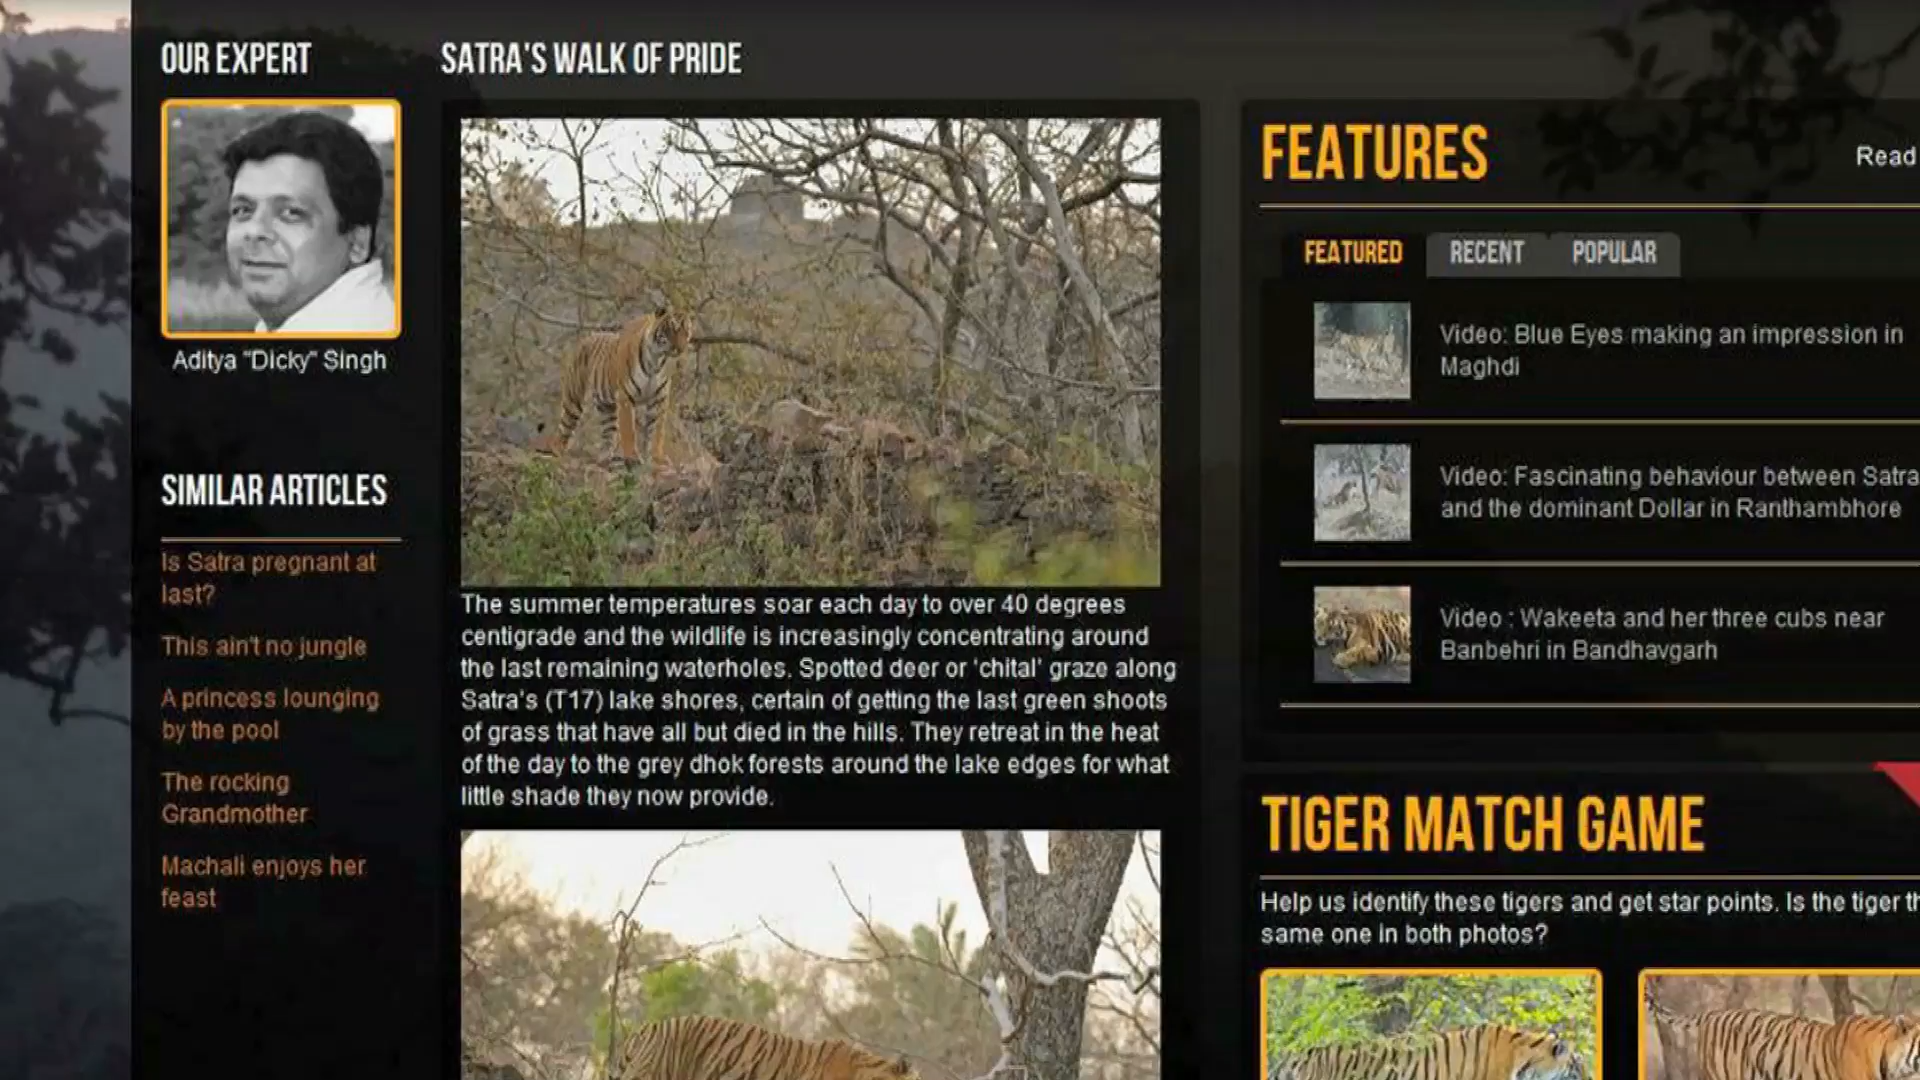 OUR EXPERT
Aditya "Dicky" Singh
SIMILAR ARTICLES
Is Satra pregnant at
last?
This ain't no jungle
A princess lounging
by the pool
The rocking
Grandmother
Machali enjoys her
feast
SATRA'S WALK OF PRIDE
The summer temperatures soar each day to over 40 degrees
centigrade and the wildlife is increasingly concentrating around
the last remaining waterholes. Spotted deer or 'chital' graze along
Satra's (T17) lake shores, certain of getting the last green shoots
of grass that have all but died in the hills. They retreat in the heat
of the day to the grey dhok forests around the lake edges for what
little shade they now provide.
FEATURES
Read
FEATURED RECENT POPULAR
Video: Blue Eyes making an impression in
Maghdi
Video: Fascinating behaviour between Satra
and the dominant Dollar in Ranthambhore
Video : Wakeeta and her three cubs near
Banbehri in Bandhavgarh
TIGER MATCH GAME
Help us identify these tigers and get star points. Is the tiger
same one in both photos?